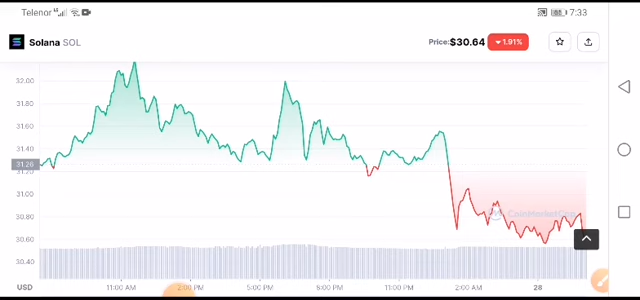 Telenor 7:33
Solana SOL Price: $30.64 1.91%
32.00
31.80
31.60
31.40
31.26
31.20
31.00
30.80
CoinMarketCap
30.60
30.40
USD 11:00 AM 2:00 PM 5:00 PM 8:00 PM 11:00 PM 2:00 AM 28